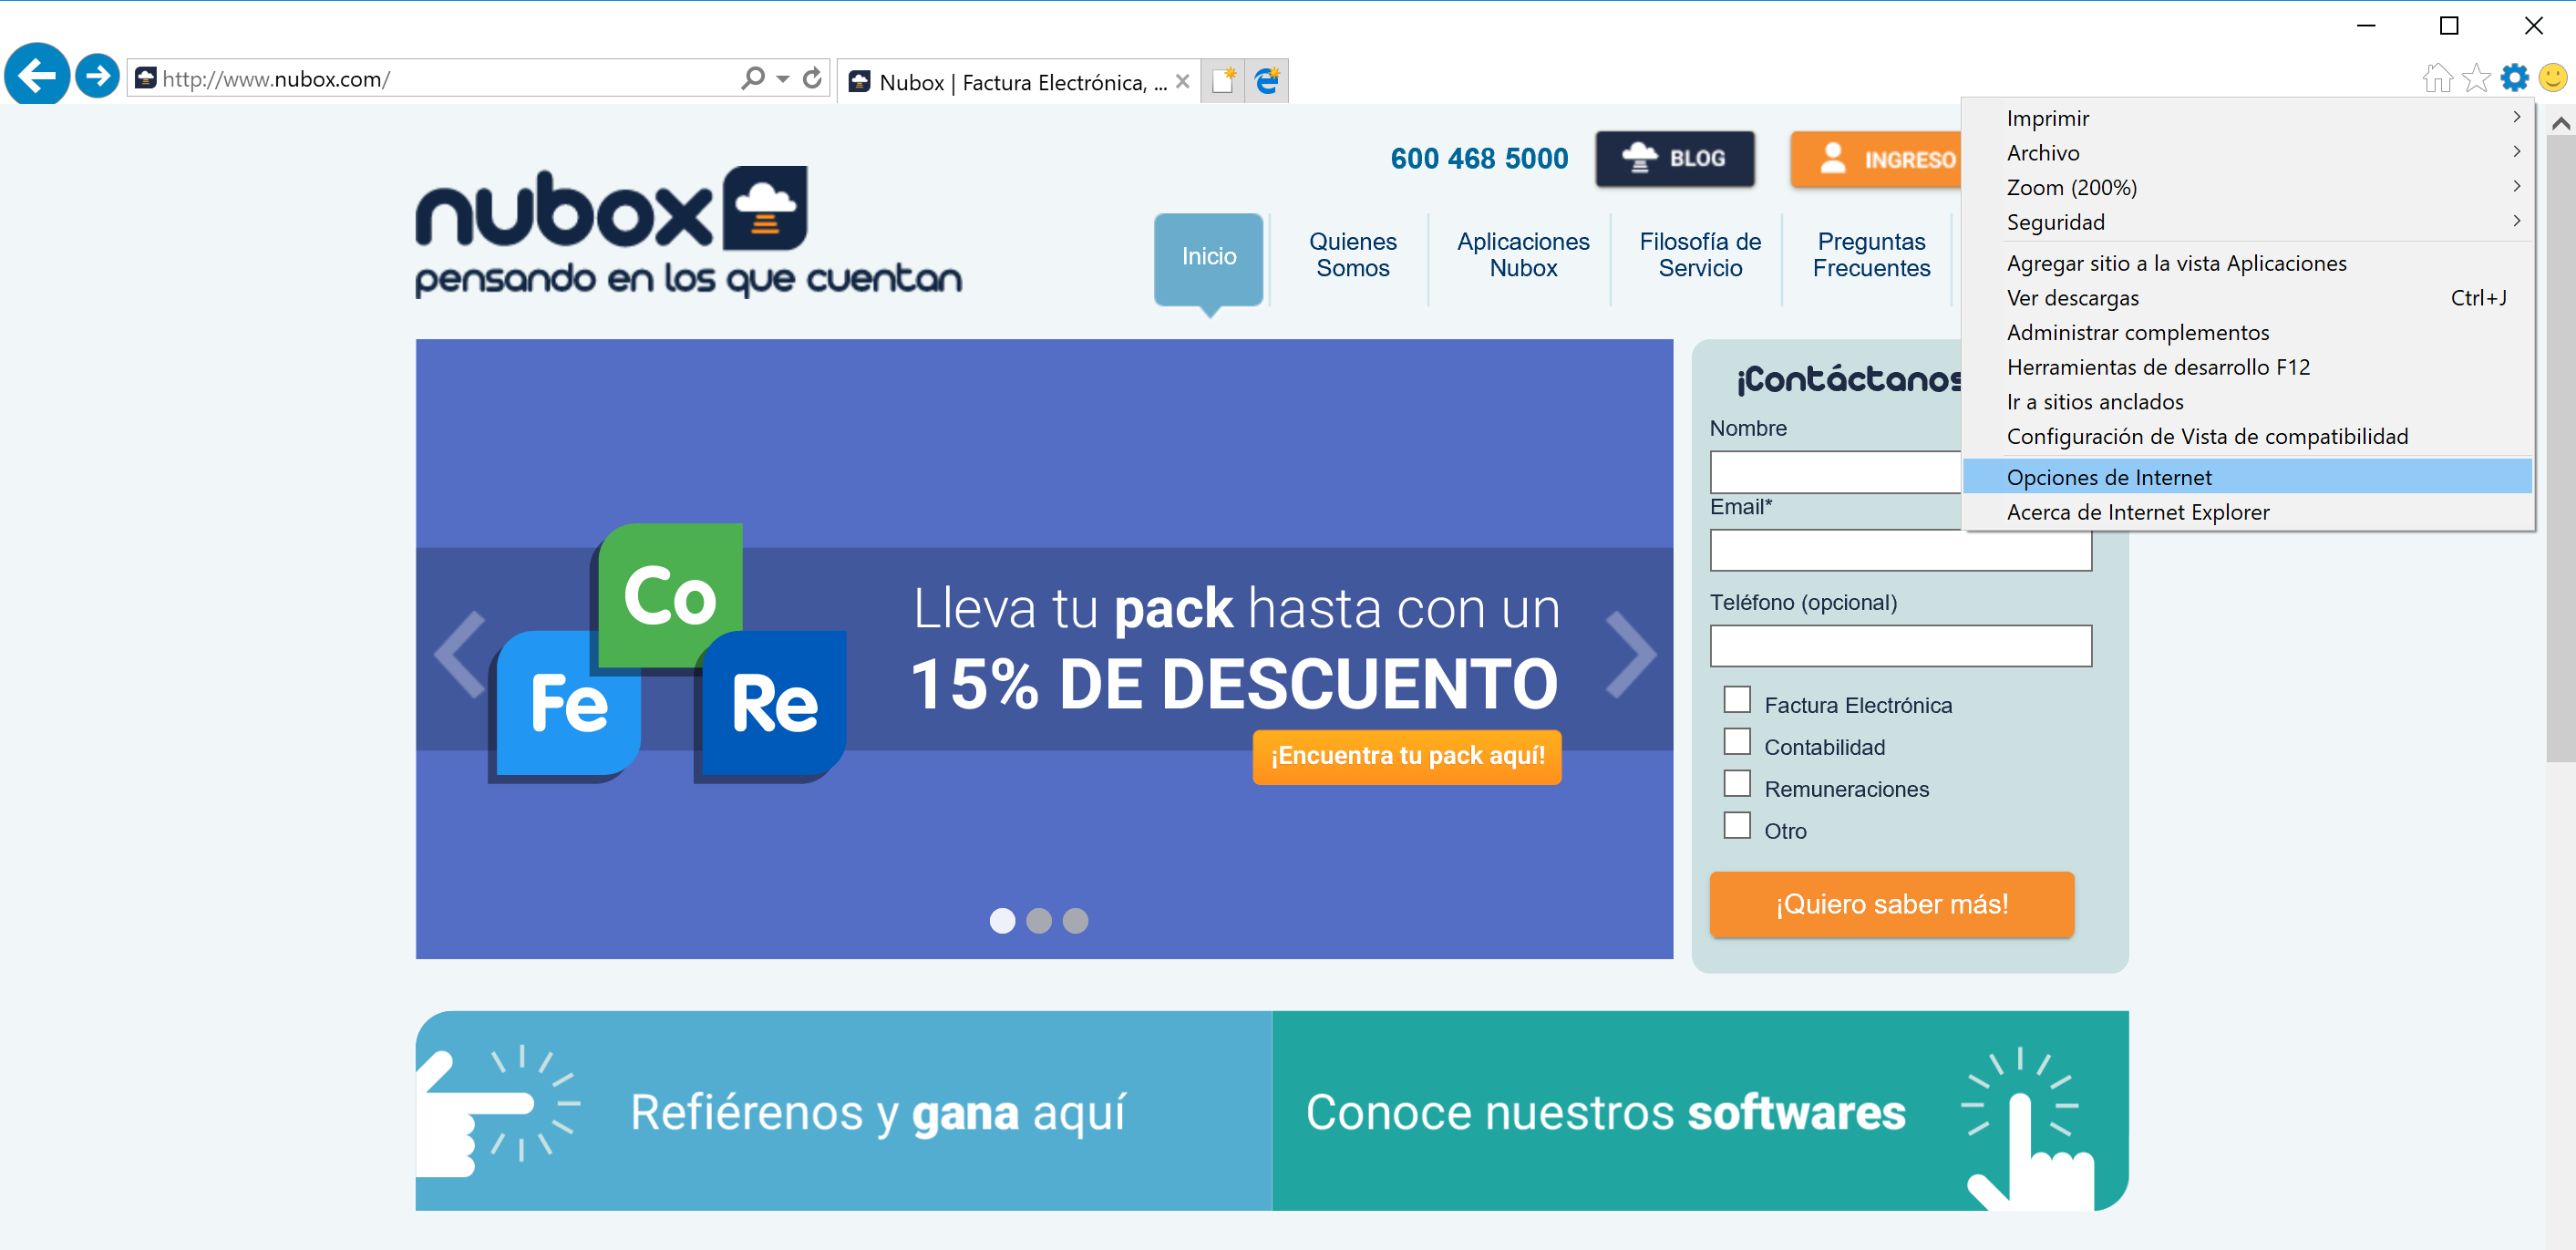 http://www.nubox.com/
Nubox | Factura Electrónica, ...
Imprimir
Archivo
Zoom (200%)
Seguridad
Agregar sitio a la vista Aplicaciones
Ver descargas Ctrl+J
Administrar complementos
Herramientas de desarrollo F12
Ir a sitios anclados
Configuración de Vista de compatibilidad
Opciones de Internet
Acerca de Internet Explorer
600 468 5000
BLOG
INGRESO
nubox
pensando en los que cuentan
Inicio
Quienes
Somos
Aplicaciones
Nubox
Filosofía de
Servicio
Preguntas
Frecuentes
Co
Fe
Re
Lleva tu pack hasta con un
15% DE DESCUENTO
¡Encuentra tu pack aquí!
¡Contáctanos
Nombre
Email*
Teléfono (opcional)
Factura Electrónica
Contabilidad
Remuneraciones
Otro
¡Quiero saber más!
Refiérenos y gana aquí
Conoce nuestros softwares